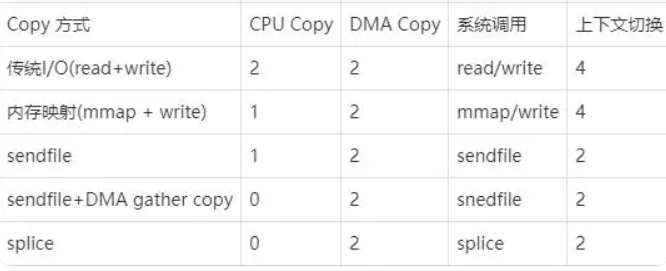 Copy 方式 CPU Copy DMA Copy 系统调用 上下文切换
传统I/O(read+write) 2 2 read/write 4
内存映射(mmap + write) 1 2 mmap/write 4
sendfile 1 2 sendfile 2
sendfile+DMA gather copy 0 2 snedfile 2
splice 0 2 splice 2